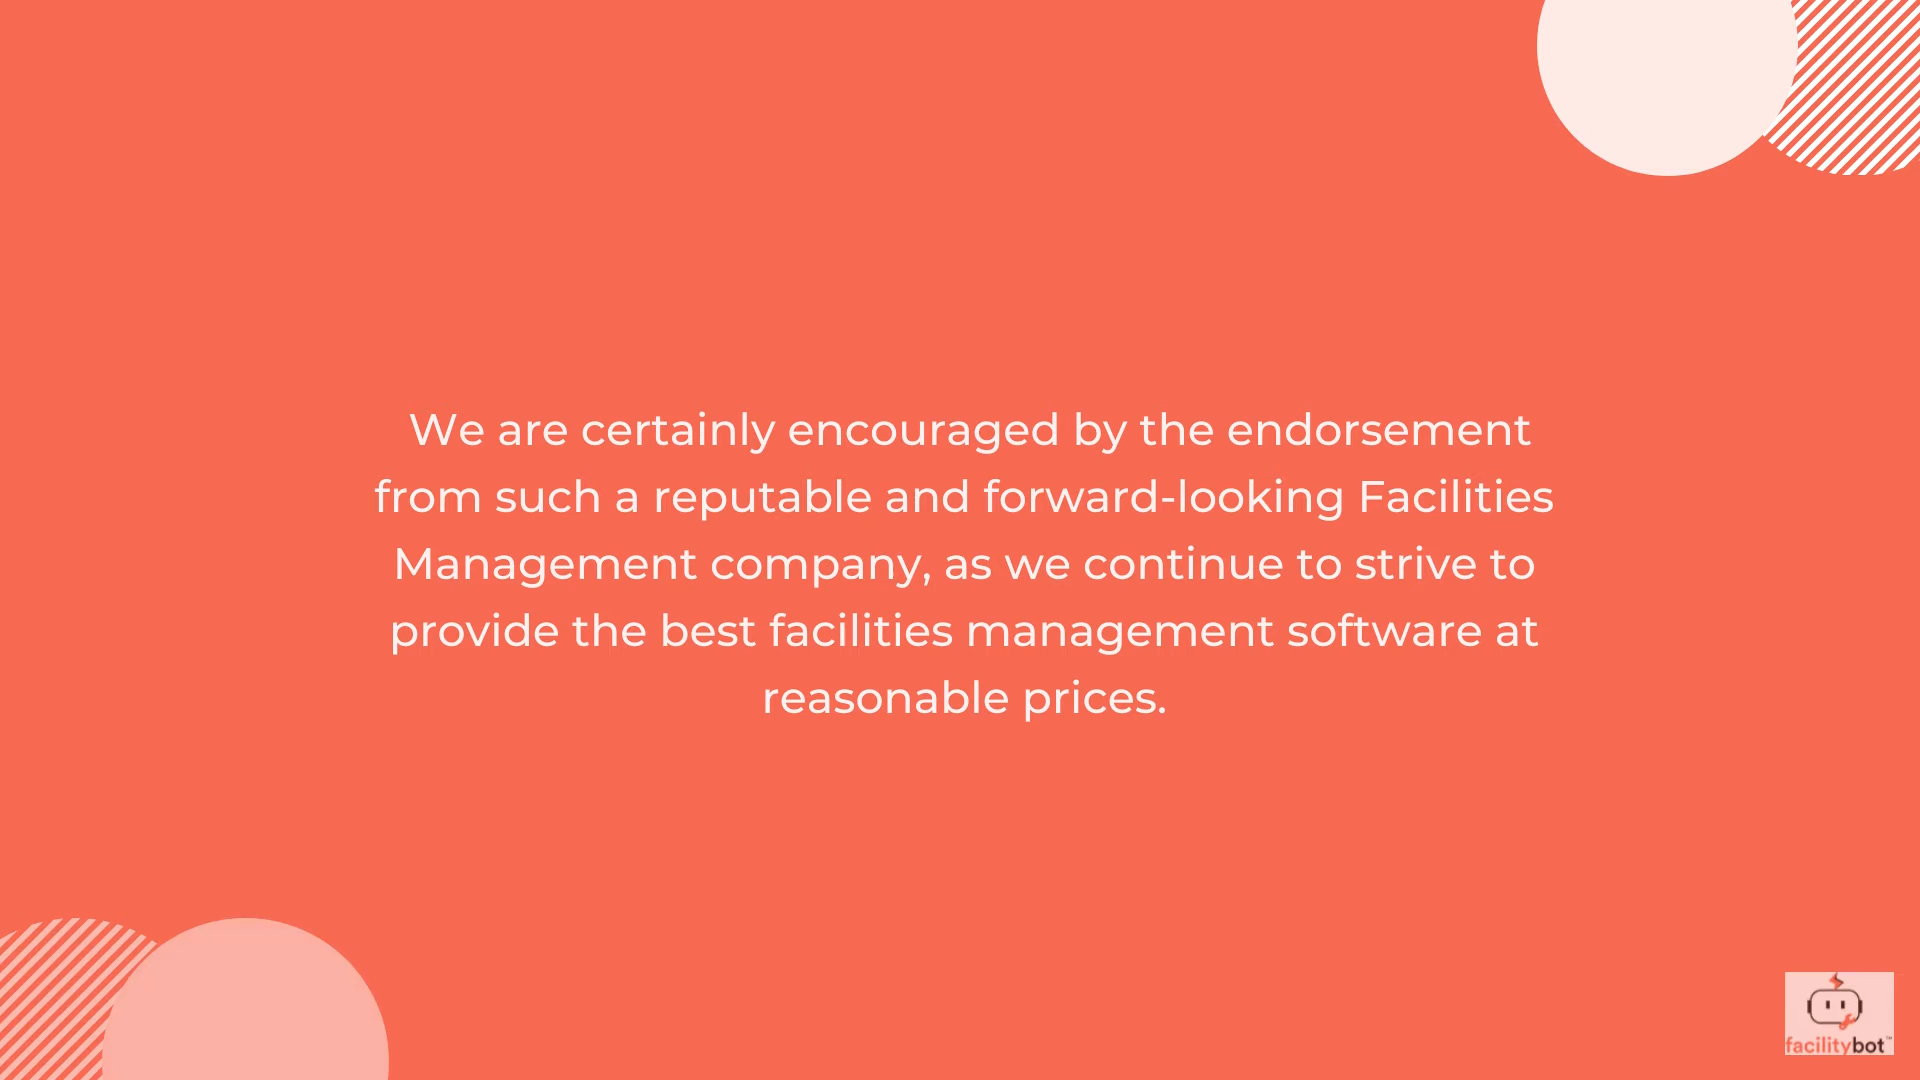 We are certainly encouraged by the endorsement
from such a reputable and forward-looking Facilities
Management company, as we continue to strive to
provide the best facilities management software at
reasonable prices.
facilitybot™